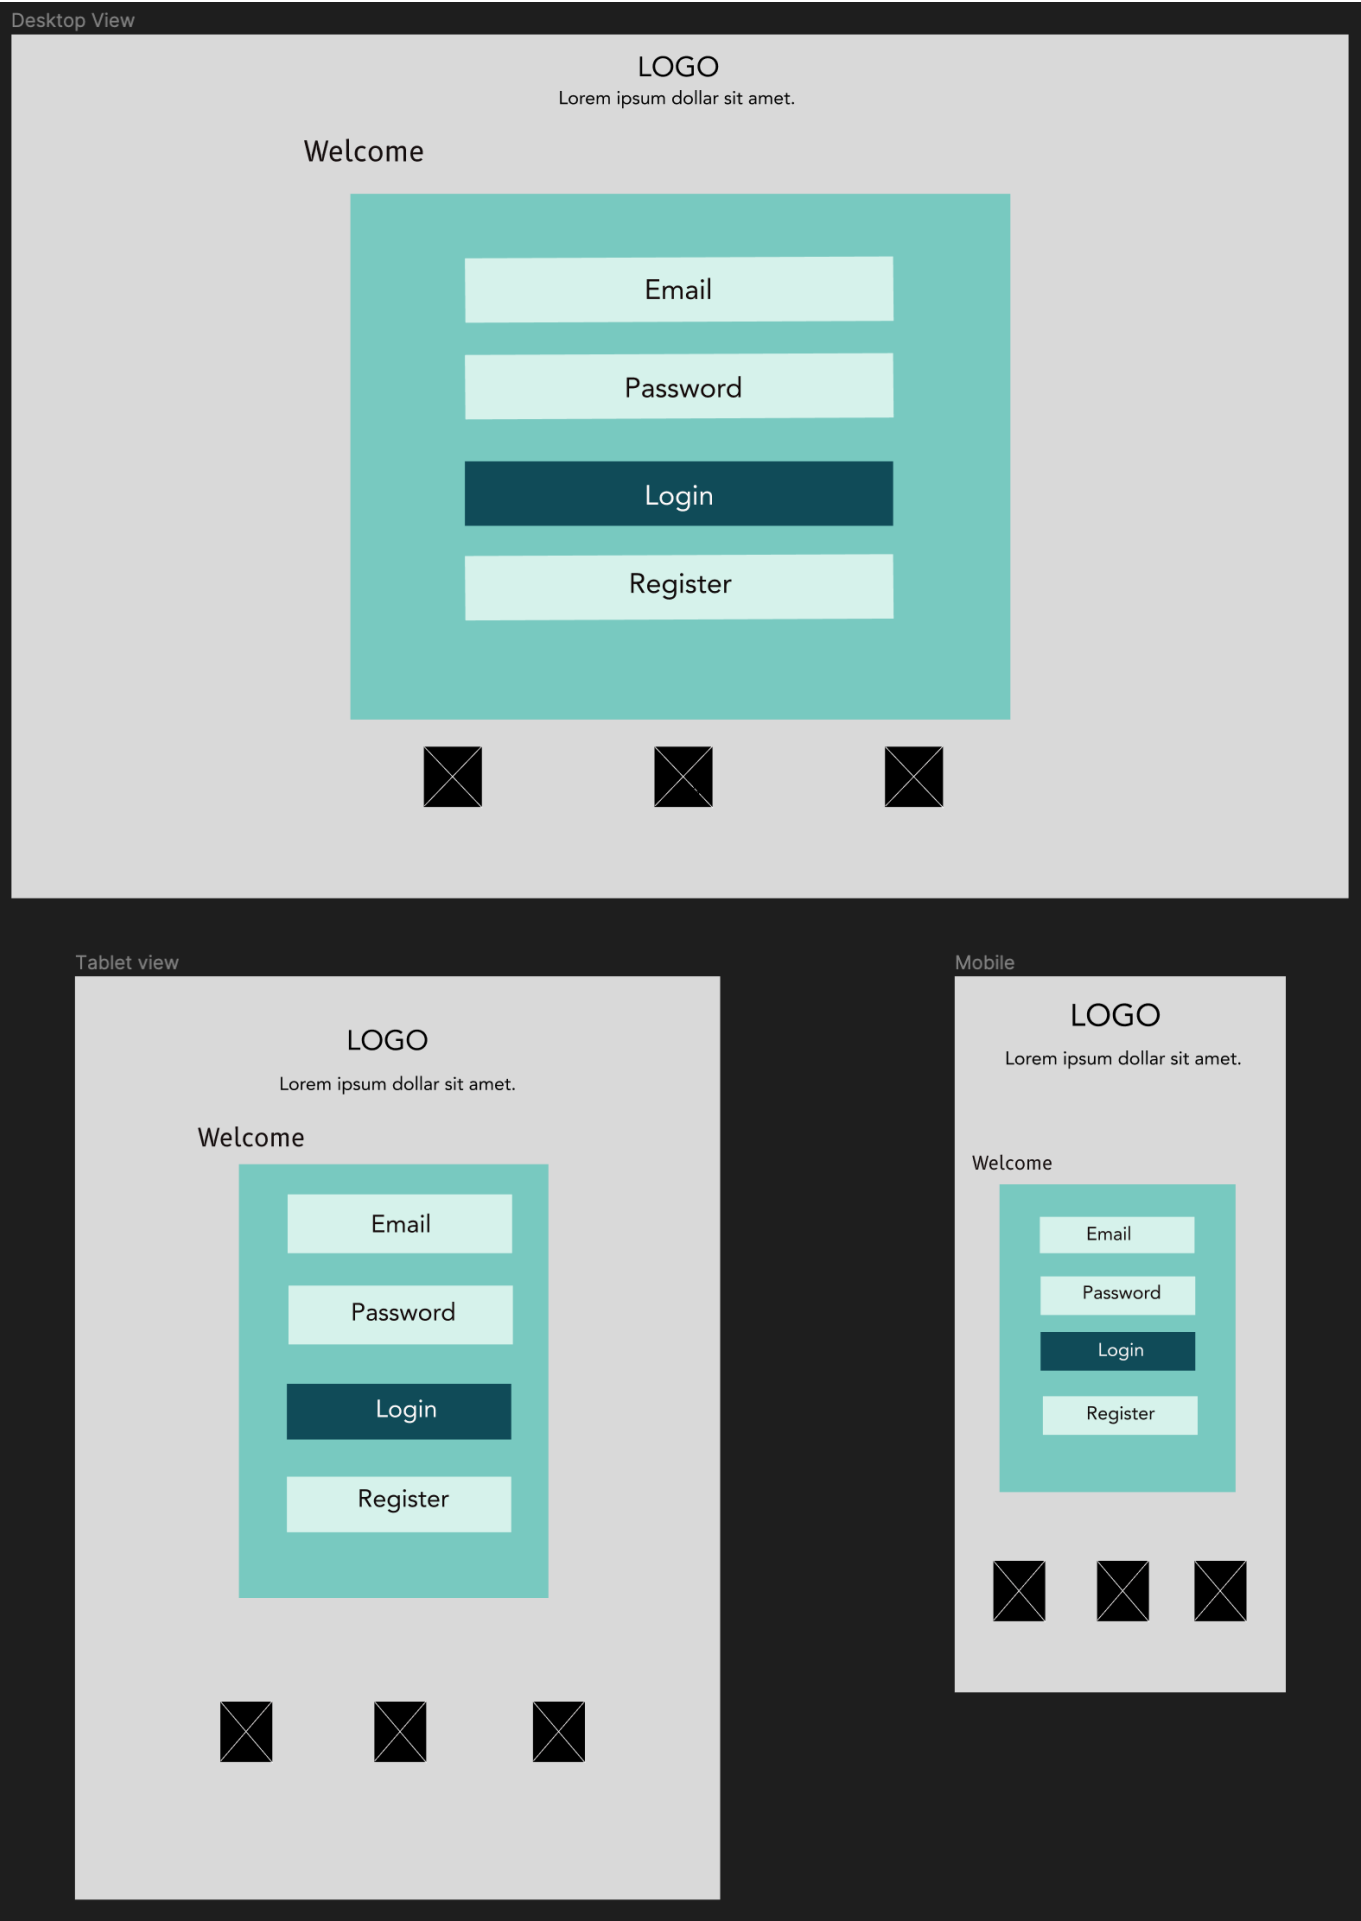 Desktop View
LOGO
Lorem ipsum dollar sit amet.
Welcome
Email
Password
Login
Register
Tablet view
LOGO
Lorem ipsum dollar sit amet.
Welcome
Email
Password
Login
Register
Mobile
LOGO
Lorem ipsum dollar sit amet.
Welcome
Email
Password
Login
Register